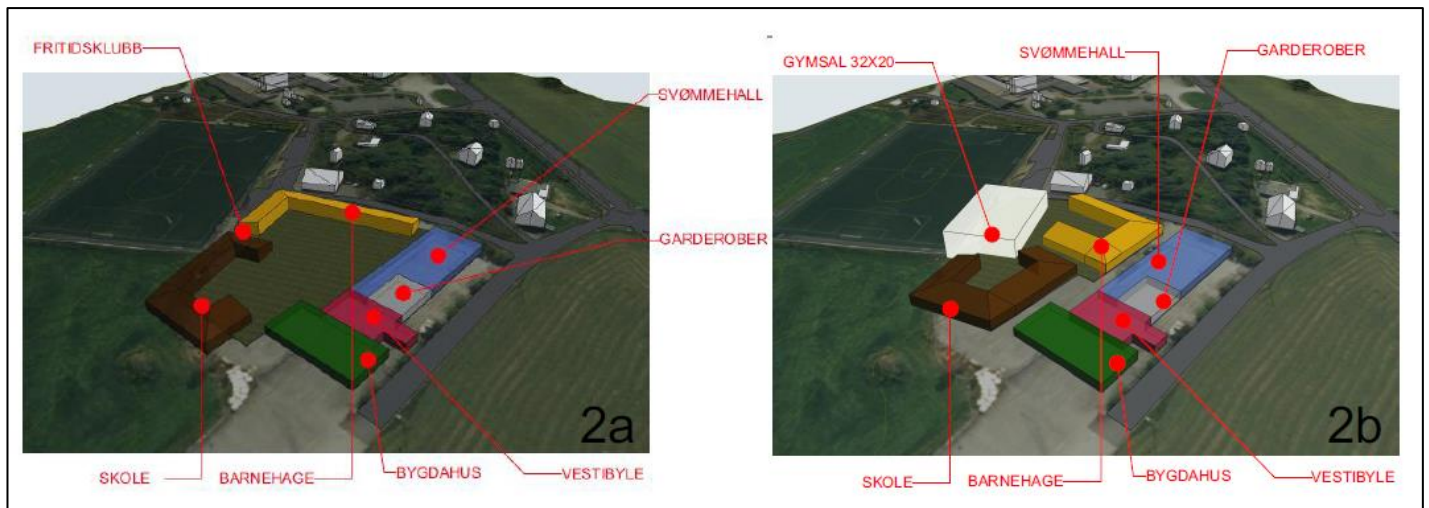 FRITIDSKLUBB
SVØMMEHALL
GARDEROBER
2a
SKOLE
BARNEHAGE
BYGDAHUS
VESTIBYLE
GYMSAL 32X20
SVØMMEHALL
GARDEROBER
2b
SKOLE
BARNEHAGE
BYGDAHUS
VESTIBYLE